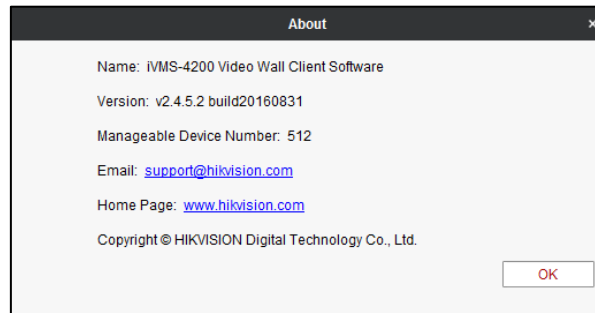 About
Name: iVMS-4200 Video Wall Client Software
Version: v2.4.5.2 build20160831
Manageable Device Number: 512
Email: support@hikvision.com
Home Page: www.hikvision.com
Copyright © HIKVISION Digital Technology Co., Ltd.
OK